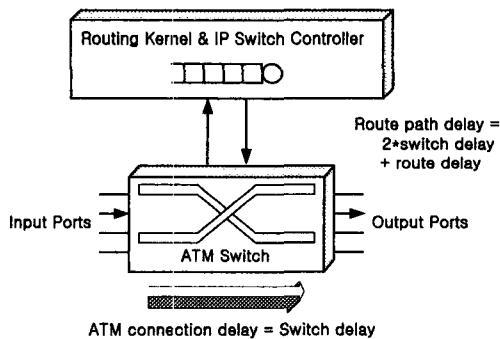 Routing Kernel & IP Switch Controller
Route path delay =
2*switch delay
+ route delay
Input Ports
Output Ports
ATM Switch
ATM connection delay = Switch delay